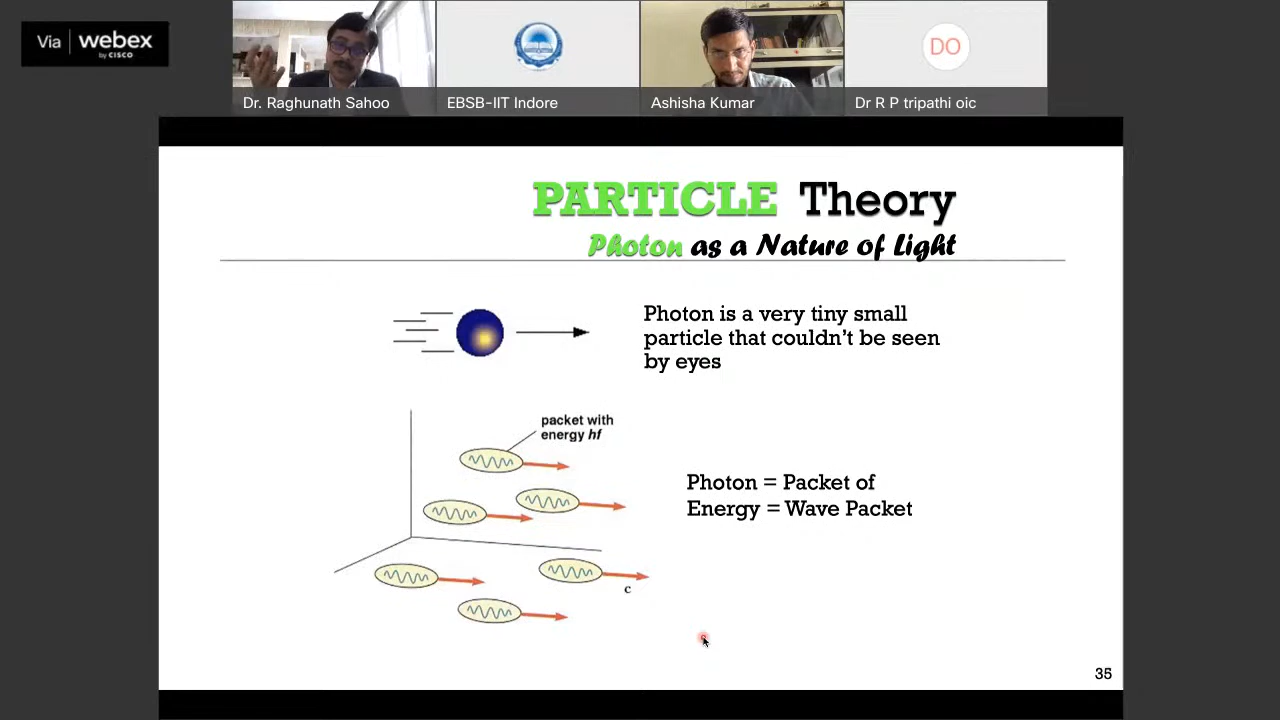 Via webex
by CISCO
Dr. Raghunath Sahoo
EBSB-IIT Indore
Ashisha Kumar
DO
Dr R P tripathi oic
PARTICLE Theory
Photon as a Nature of Light
Photon is a very tiny small
particle that couldn't be seen
by eyes
packet with
energy hf
Photon = Packet of
Energy = Wave Packet
c
35